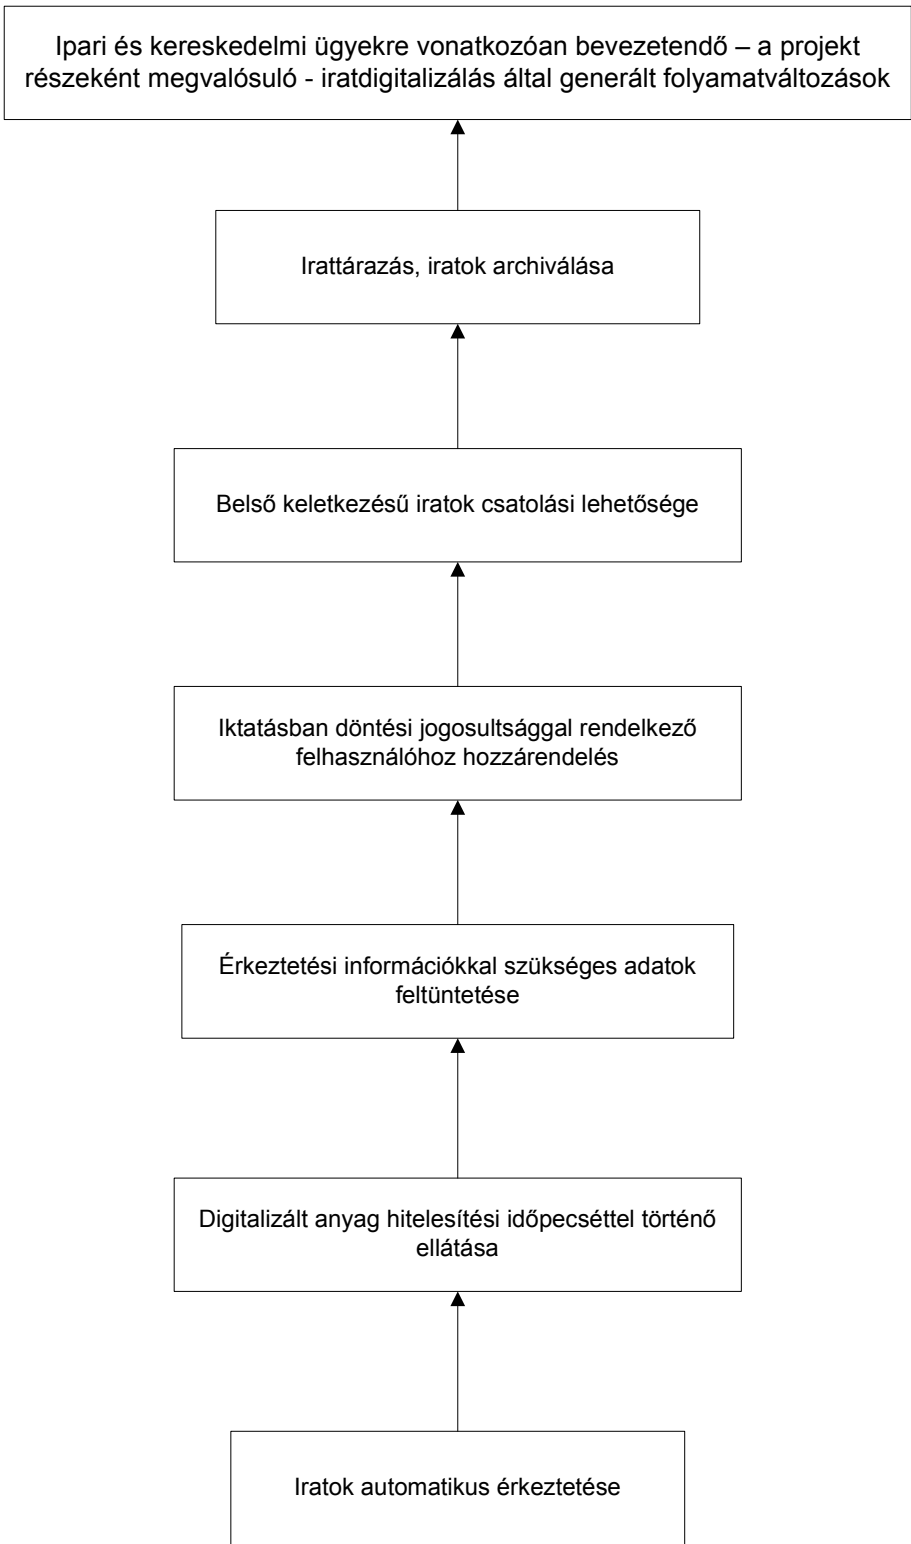 Ipari és kereskedelmi ügyekre vonatkozóan bevezetendő – a projekt
részeként megvalósuló - iratdigitalizálás által generált folyamatváltozások
Irattárazás, iratok archiválása
Belső keletkezésű iratok csatolási lehetősége
Iktatásban döntési jogosultsággal rendelkező
felhasználóhoz hozzárendelés
Érkeztetési információkkal szükséges adatok
feltüntetése
Digitalizált anyag hitelesítési időpecséttel történő
ellátása
Iratok automatikus érkeztetése